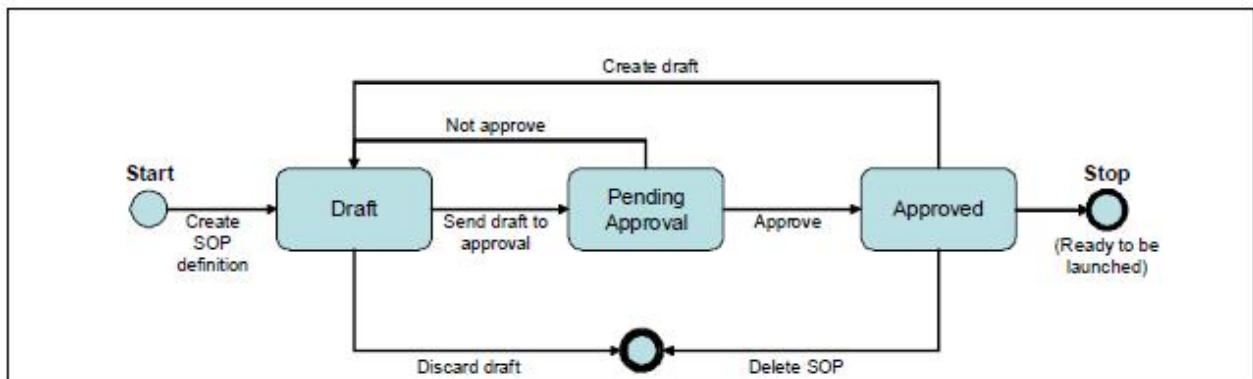 Create draft
Not approve
Start
Stop
Draft
Pending
Approval
Approved
Create
SOP
definition
Send draft to
approval
Approve
(Ready to be
launched)
Discard draft
Delete SOP